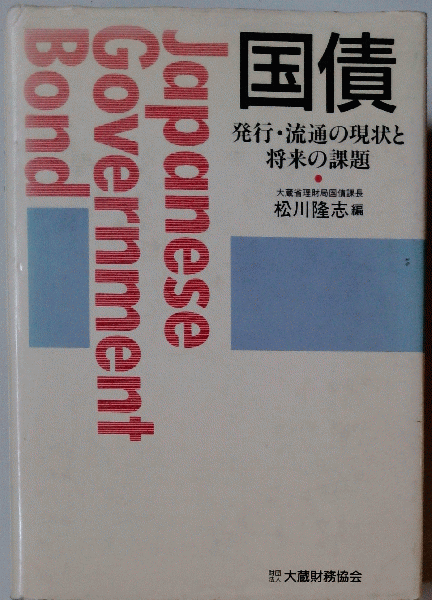 国債
発行・流通の現状と
将来の課題
大蔵省理財局国債課長
松川隆志 編
Japanese
Government
Bond
財団法人 大蔵財務協会